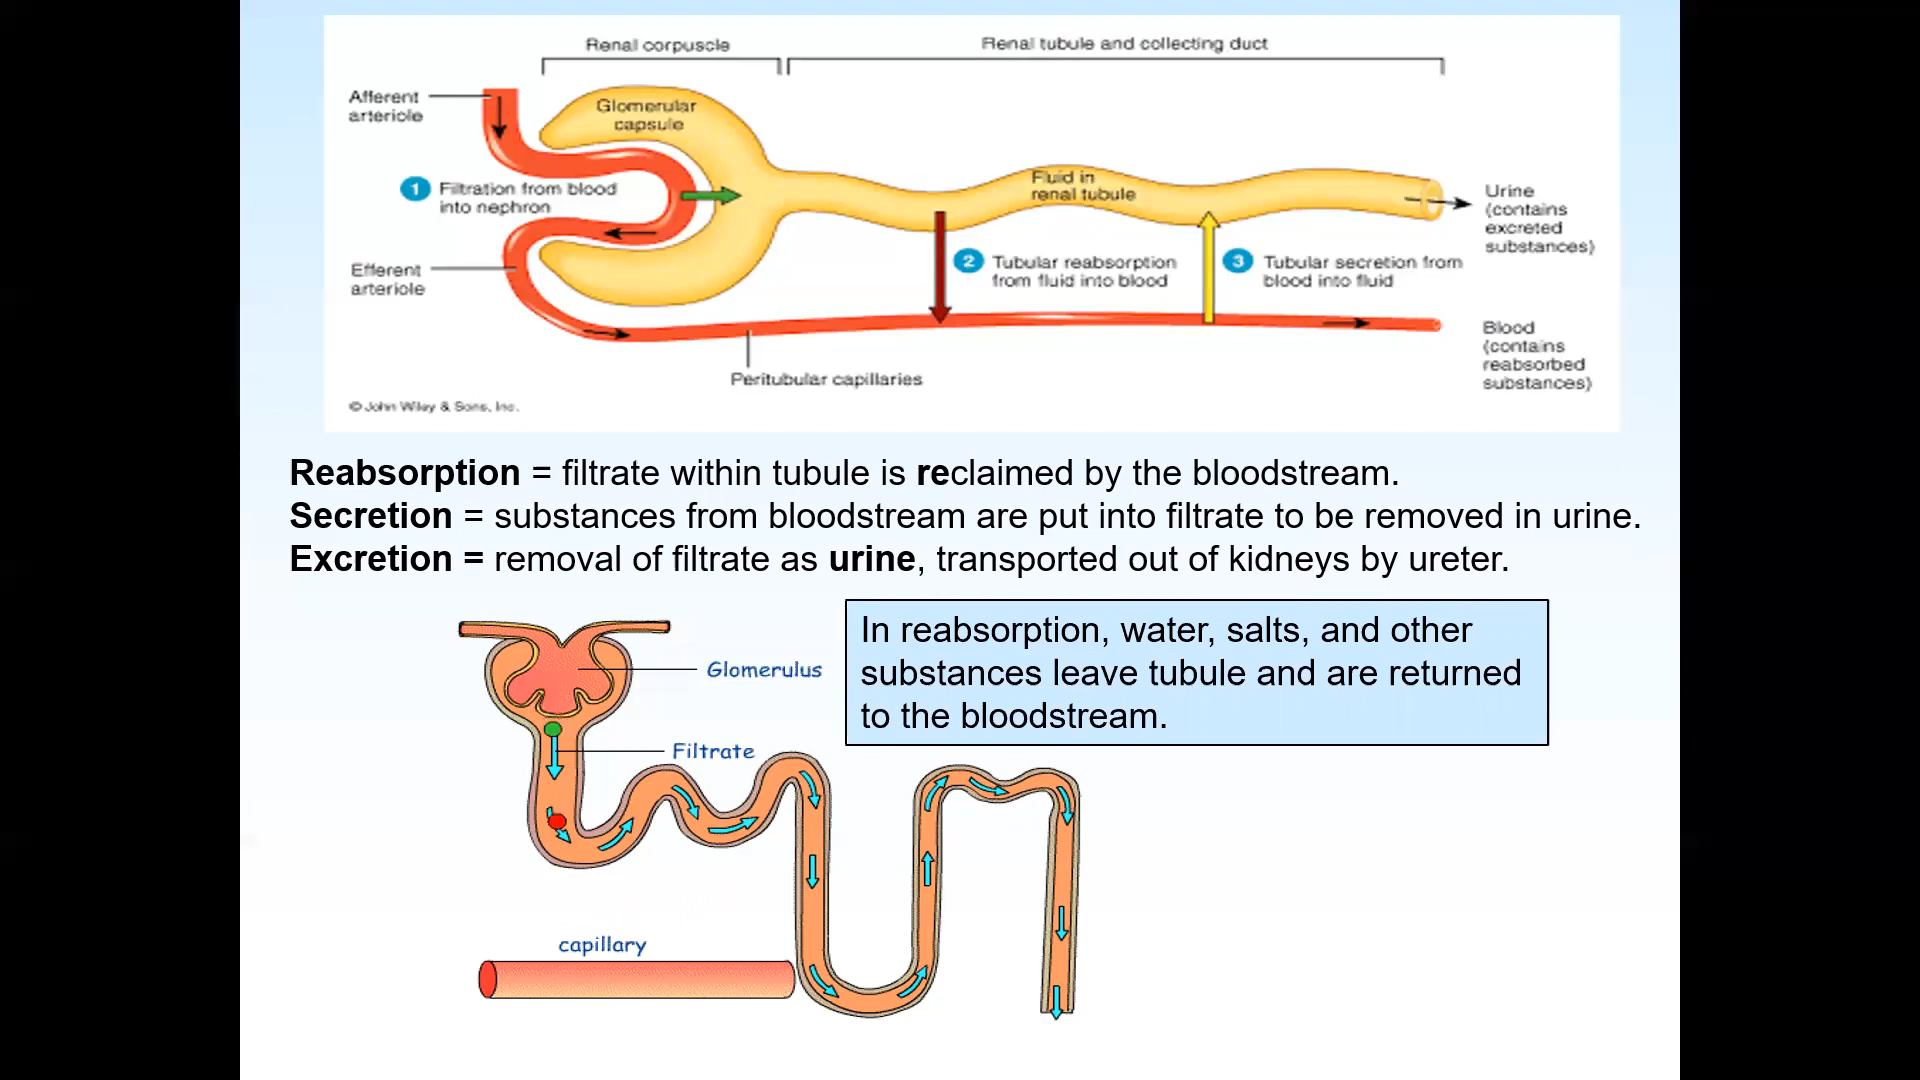 Renal corpuscle
Renal tubule and collecting duct
Afferent
arteriole
Glomerular
capsule
1 Filtration from blood
into nephron
Fluid in
renal tubule
Urine
(contains
excreted
substances)
Efferent
arteriole
2 Tubular reabsorption
from fluid into blood
3 Tubular secretion from
blood into fluid
Blood
(contains
reabsorbed
substances)
Peritubular capillaries
© John Wiley & Sons, Inc.
Reabsorption = filtrate within tubule is reclaimed by the bloodstream.
Secretion = substances from bloodstream are put into filtrate to be removed in urine.
Excretion = removal of filtrate as urine, transported out of kidneys by ureter.
In reabsorption, water, salts, and other
substances leave tubule and are returned
to the bloodstream.
Glomerulus
Filtrate
capillary